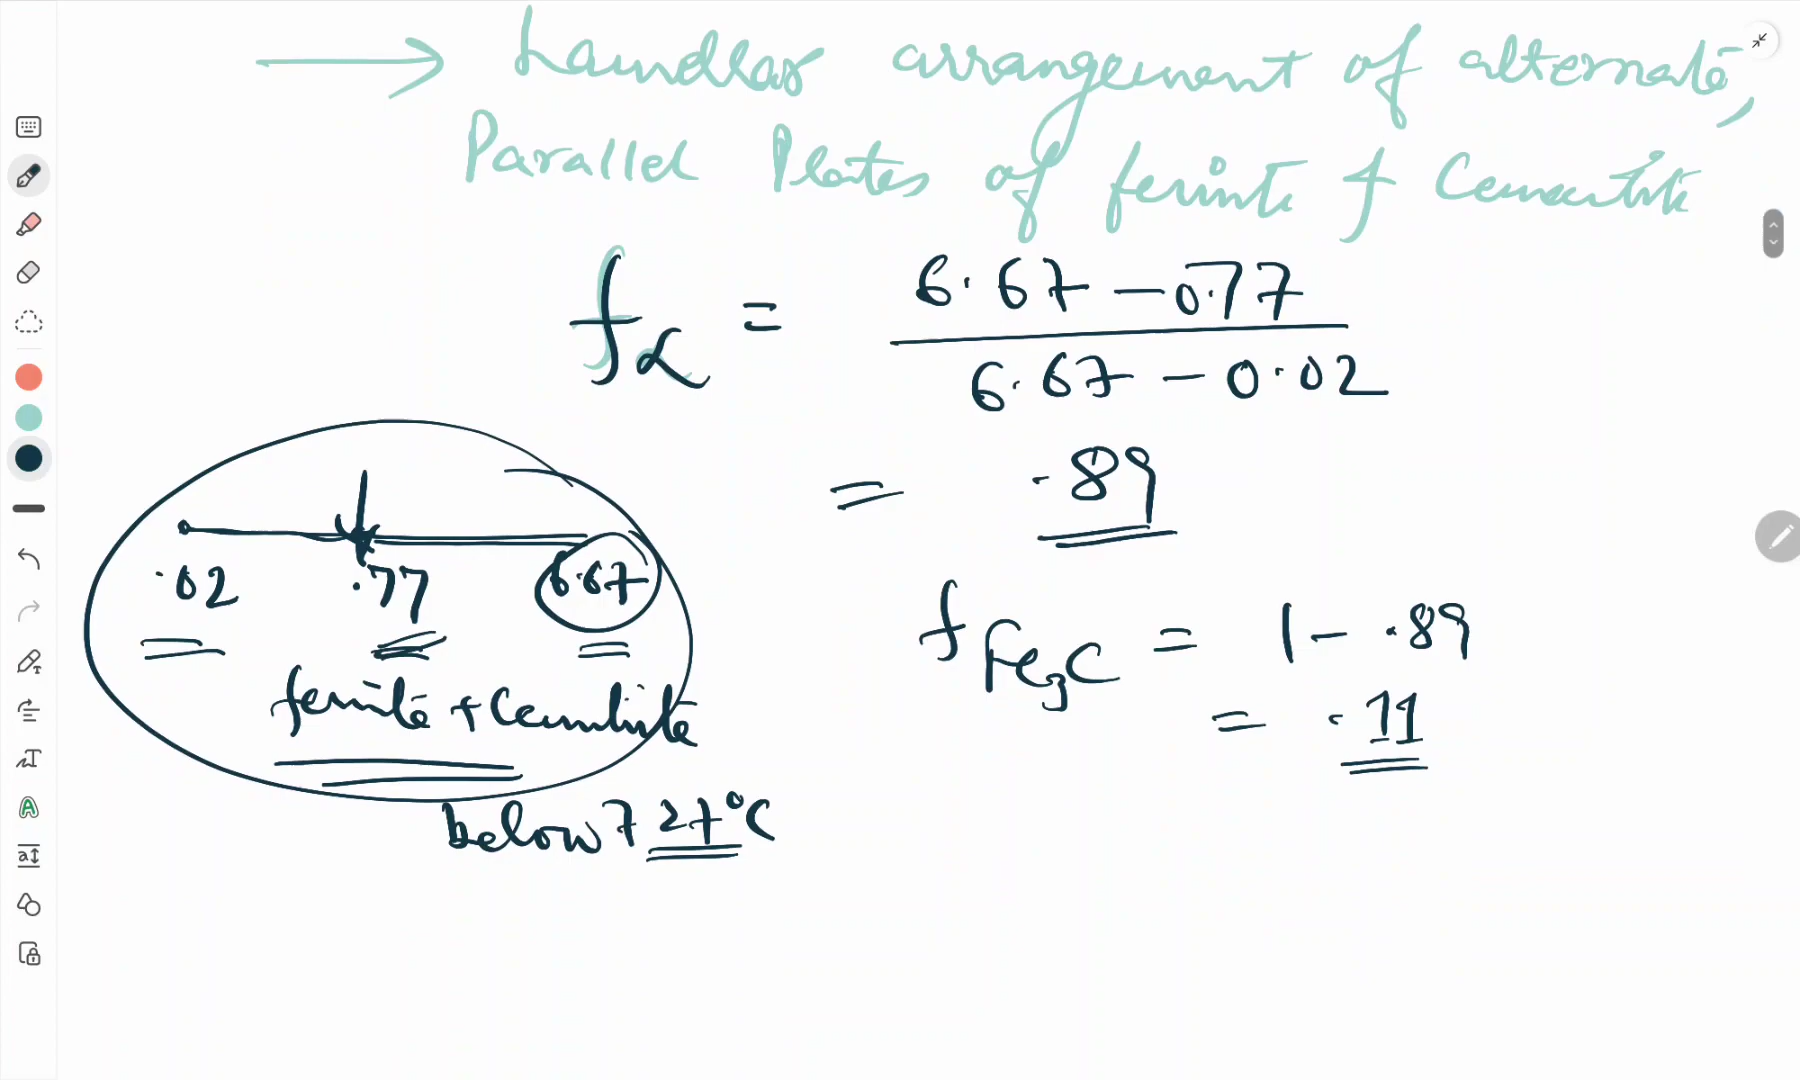 Lamellar arrangement of alternate,
Parallel Plates of ferrite & Cementite
fα = 6.67 - 0.77 / 6.67 - 0.02
= .89
.02 .77 6.67
ferrite + Cementite
below 727°C
f Fe3C = 1 - .89
= .11